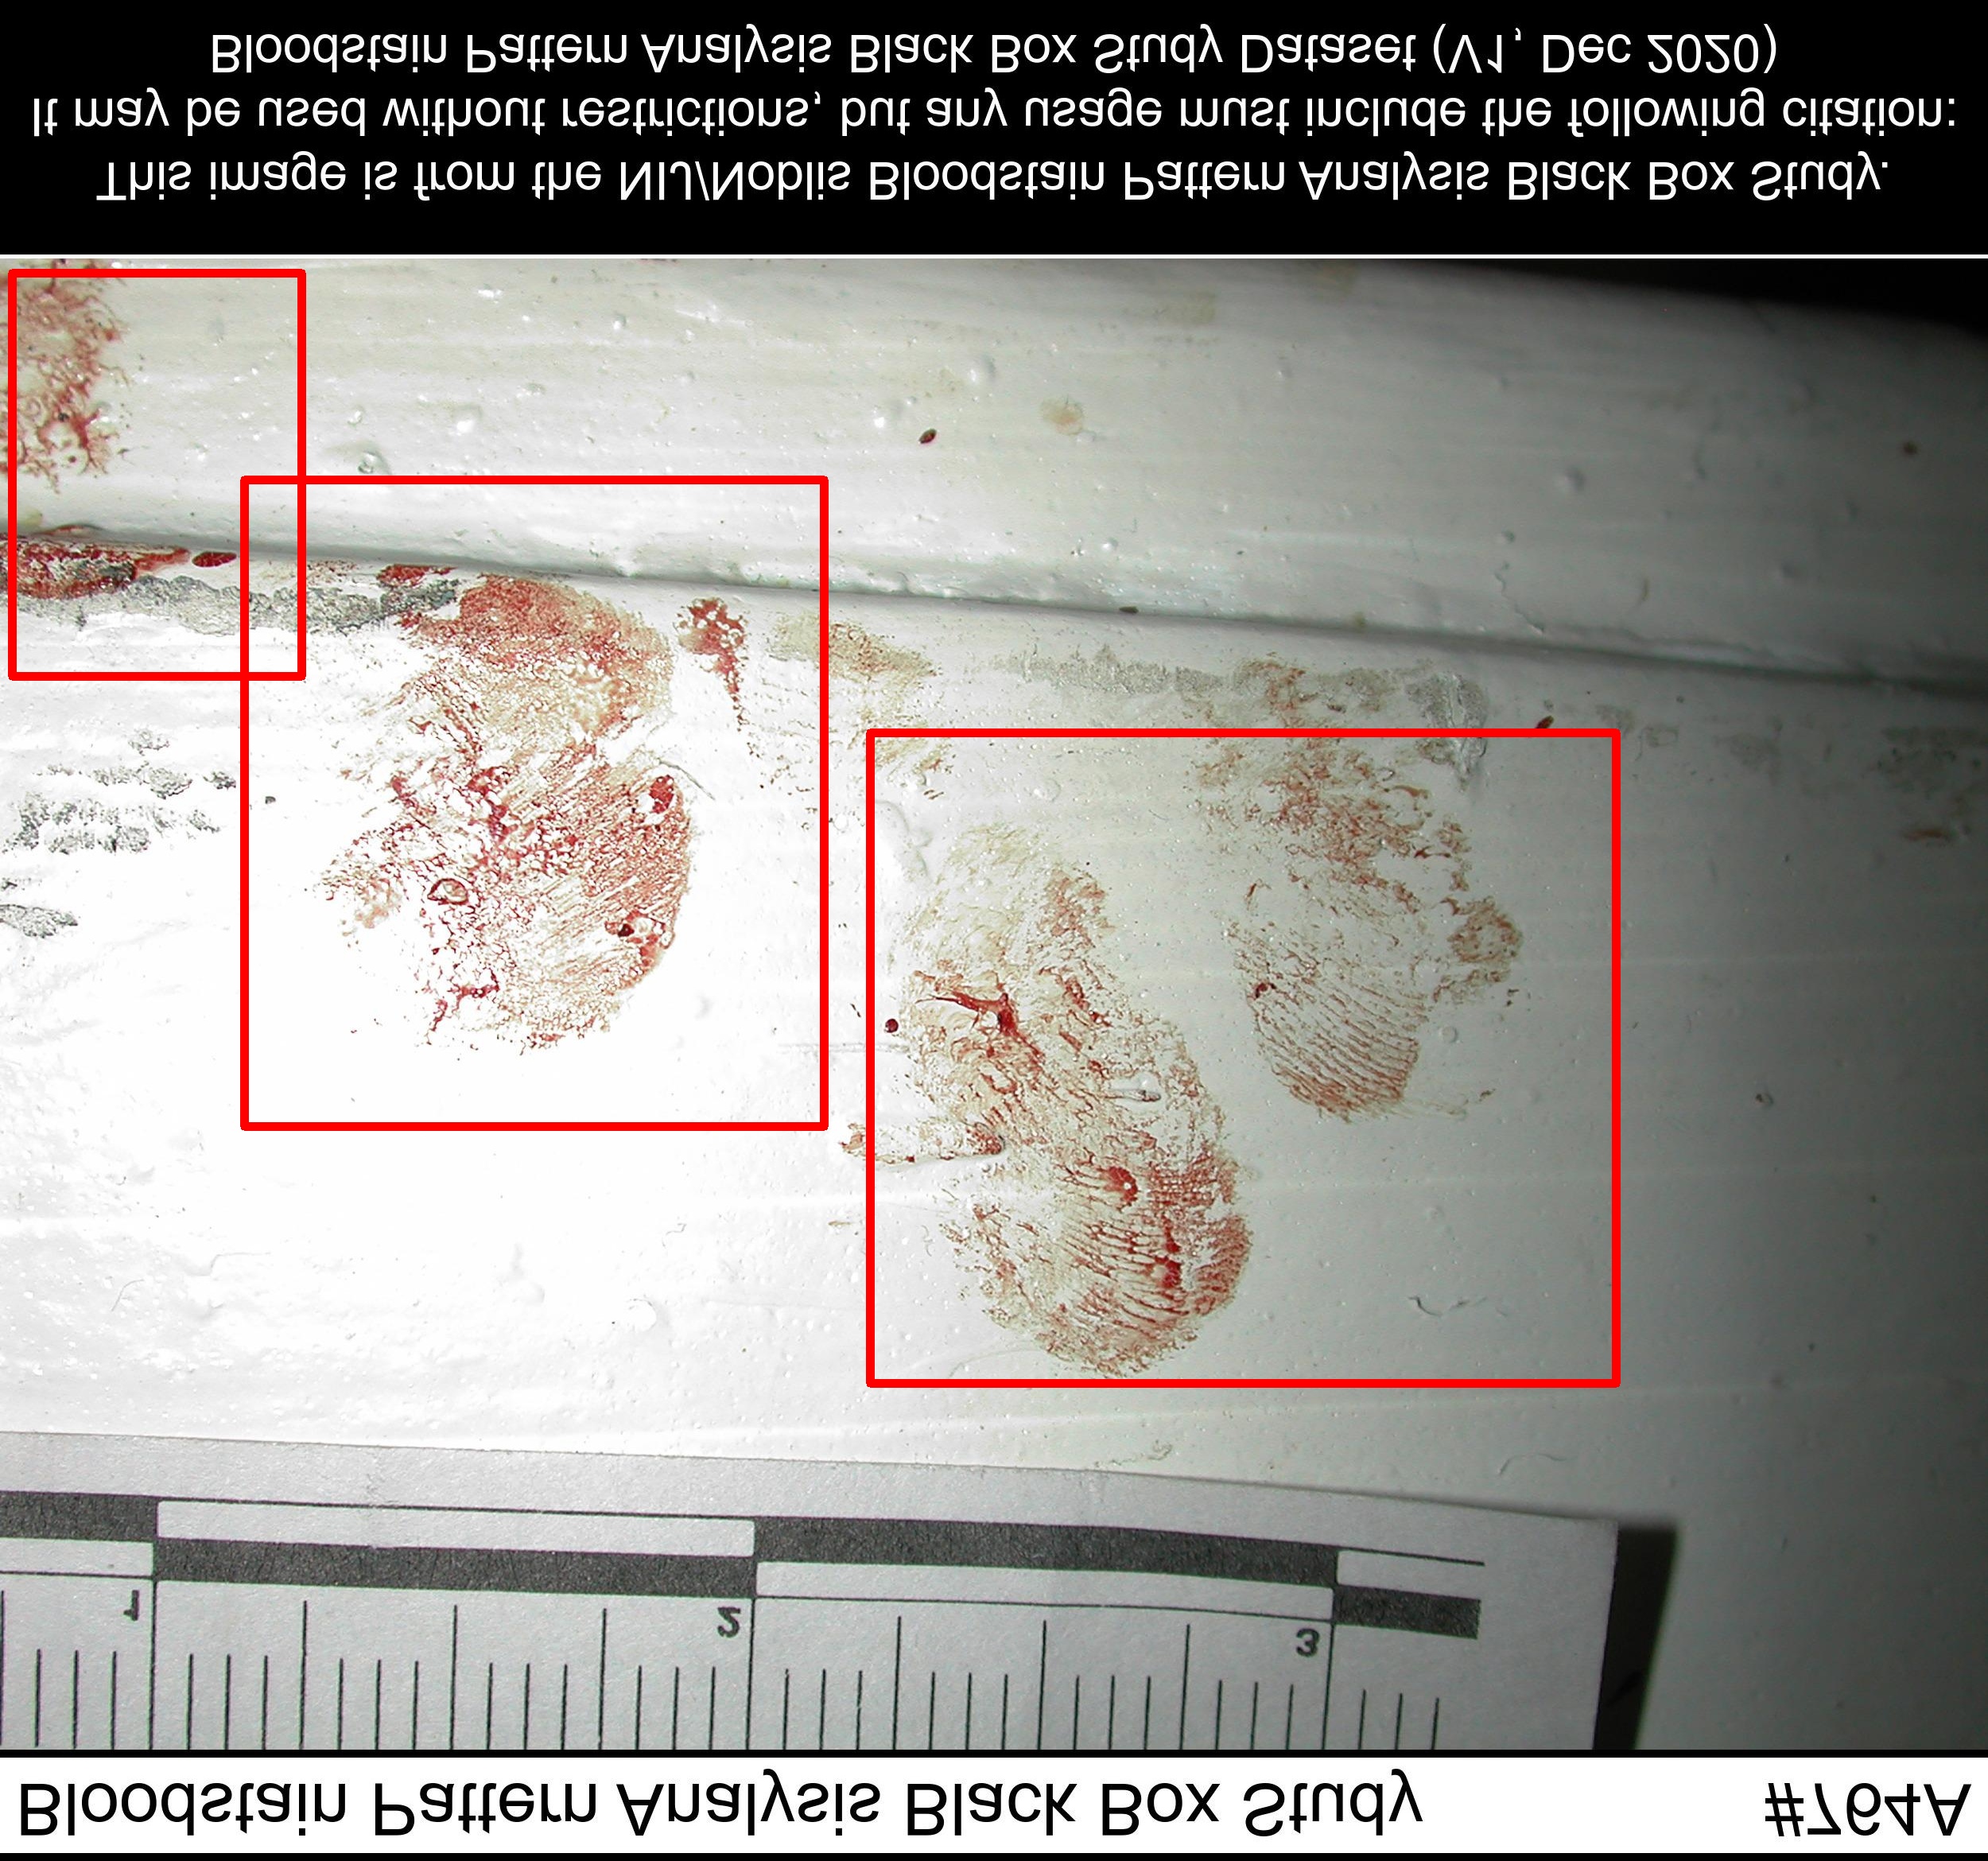 Bloodstain Pattern Analysis Black Box Study #764A
1 2 3
This image is from the NIJ/Noblis Bloodstain Pattern Analysis Black Box Study.
It may be used without restrictions, but any usage must include the following citation:
Bloodstain Pattern Analysis Black Box Study Dataset (V1, Dec 2020)